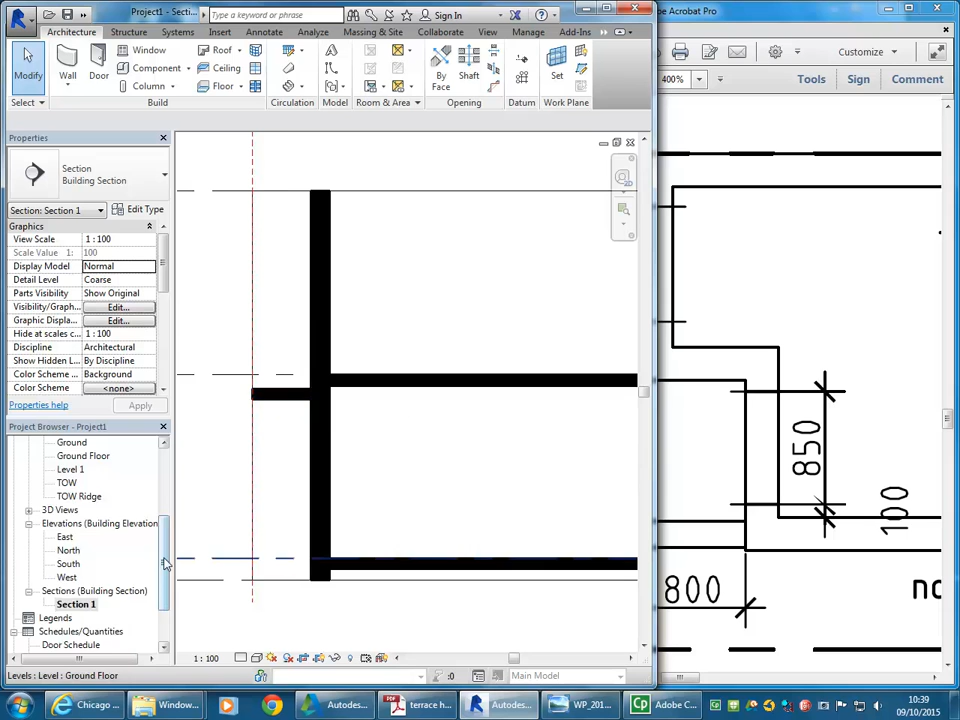 Project1 - Secti...
Type a keyword or phrase
Sign In
Architecture Structure Systems Insert Annotate Analyze Massing & Site Collaborate View Manage Add-Ins
Modify
Wall
Door
Window
Component
Column
Roof
Ceiling
Floor
By
Face
Shaft
Set
Select Build Circulation Model Room & Area Opening Datum Work Plane
Properties
Section
Building Section
Section: Section 1
Edit Type
Graphics
View Scale 1 : 100
Scale Value 1: 100
Display Model Normal
Detail Level Coarse
Parts Visibility Show Original
Visibility/Graph... Edit...
Graphic Displa... Edit...
Hide at scales c... 1 : 100
Discipline Architectural
Show Hidden L... By Discipline
Color Scheme ... Background
Color Scheme <none>
Properties help
Apply
Project Browser - Project1
Ground
Ground Floor
Level 1
TOW
TOW Ridge
3D Views
Elevations (Building Elevation
East
North
South
West
Sections (Building Section)
Section 1
Legends
Schedules/Quantities
Door Schedule
2D
1 : 100
Levels : Level : Ground Floor
:0
Main Model
e Acrobat Pro
Customize
400%
Tools Sign Comment
850
100
800
no
Chicago ...
Window...
Autodes...
terrace h...
Autodes...
WP_201...
Adobe C...
10:39
09/10/2015